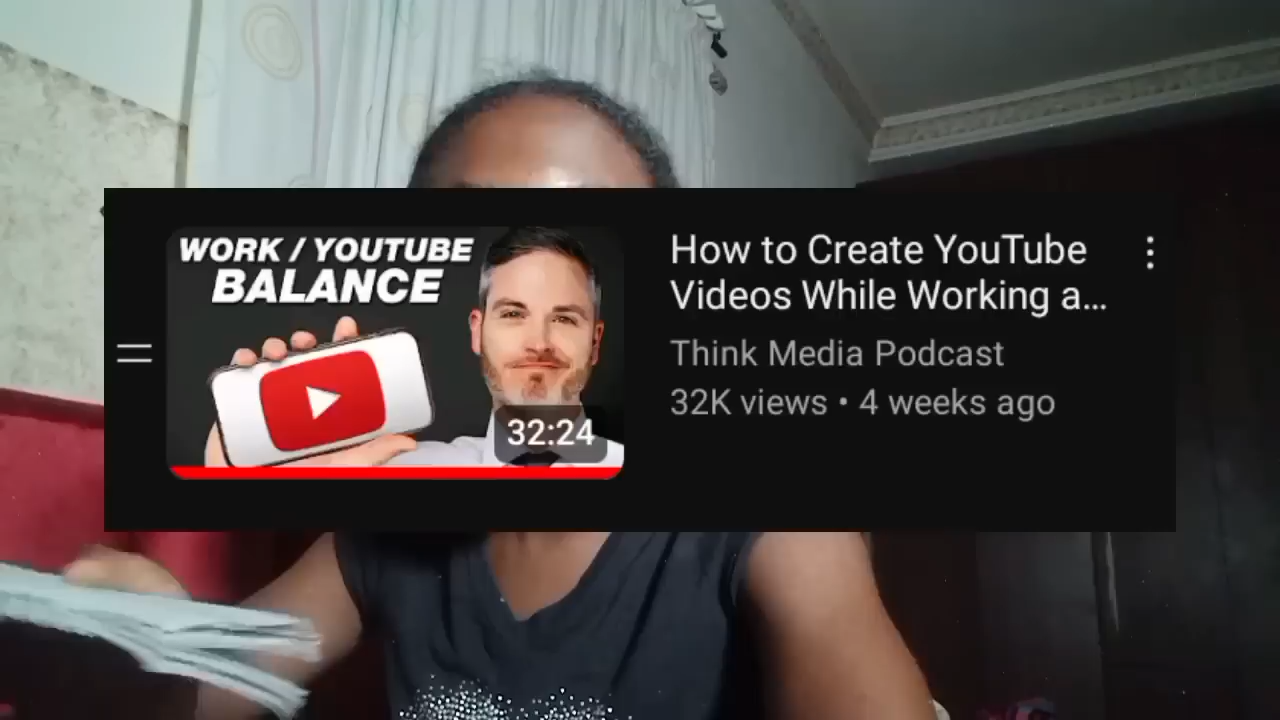 WORK / YOUTUBE
BALANCE
32:24
How to Create YouTube
Videos While Working a...
Think Media Podcast
32K views • 4 weeks ago